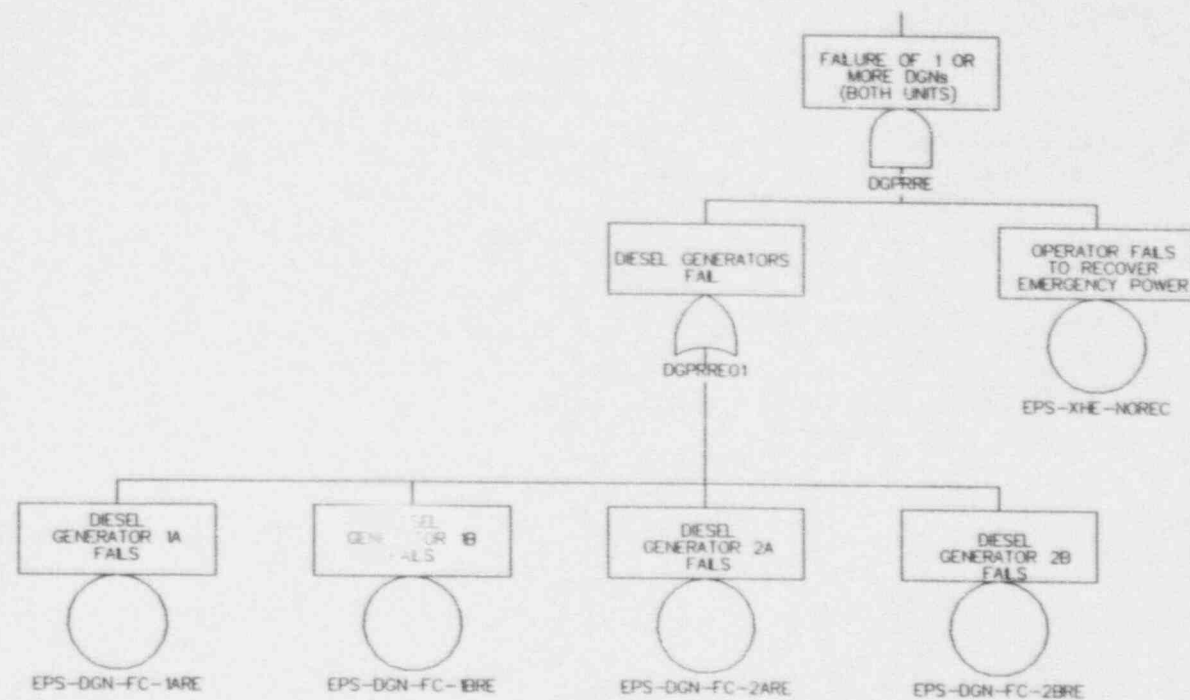 FAILURE OF 1 OR
MORE DGNs
(BOTH UNITS)
DGPRRE
DIESEL GENERATORS
FAIL
OPERATOR FAILS
TO RECOVER
EMERGENCY POWER
DGPRRE01
EPS-XHE-NOREC
DIESEL
GENERATOR 1A
FAILS
GENERATOR 1B
FAILS
DIESEL
GENERATOR 2A
FAILS
DIESEL
GENERATOR 2B
FAILS
EPS-DGN-FC-1ARE
EPS-DGN-FC-1BRE
EPS-DGN-FC-2ARE
EPS-DGN-FC-2BRE